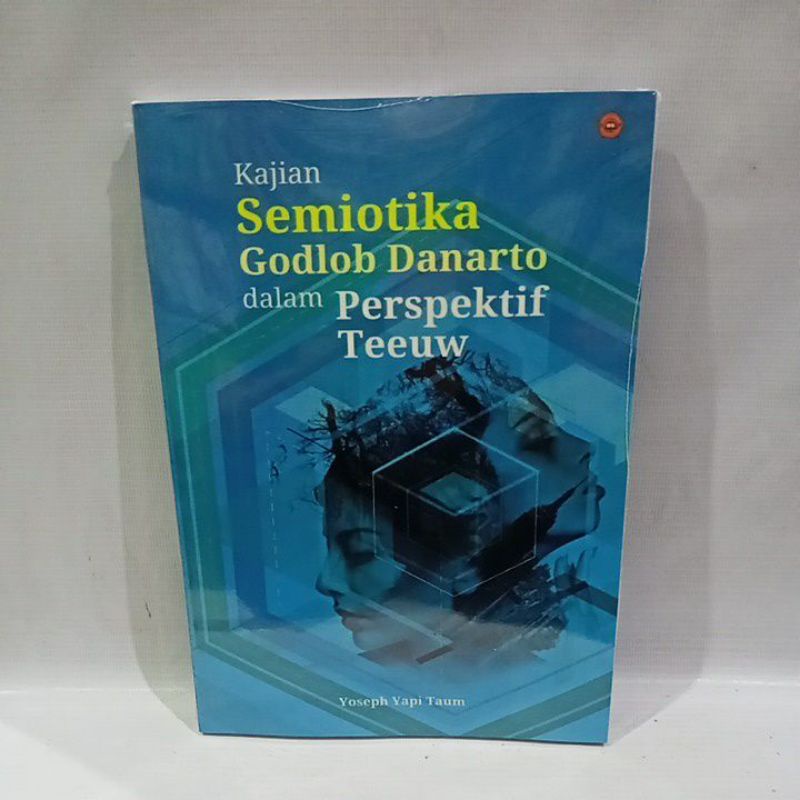 Kajian
Semiotika
Godlob Danarto
dalam Perspektif
Teeuw
Yoseph Yapi Taum